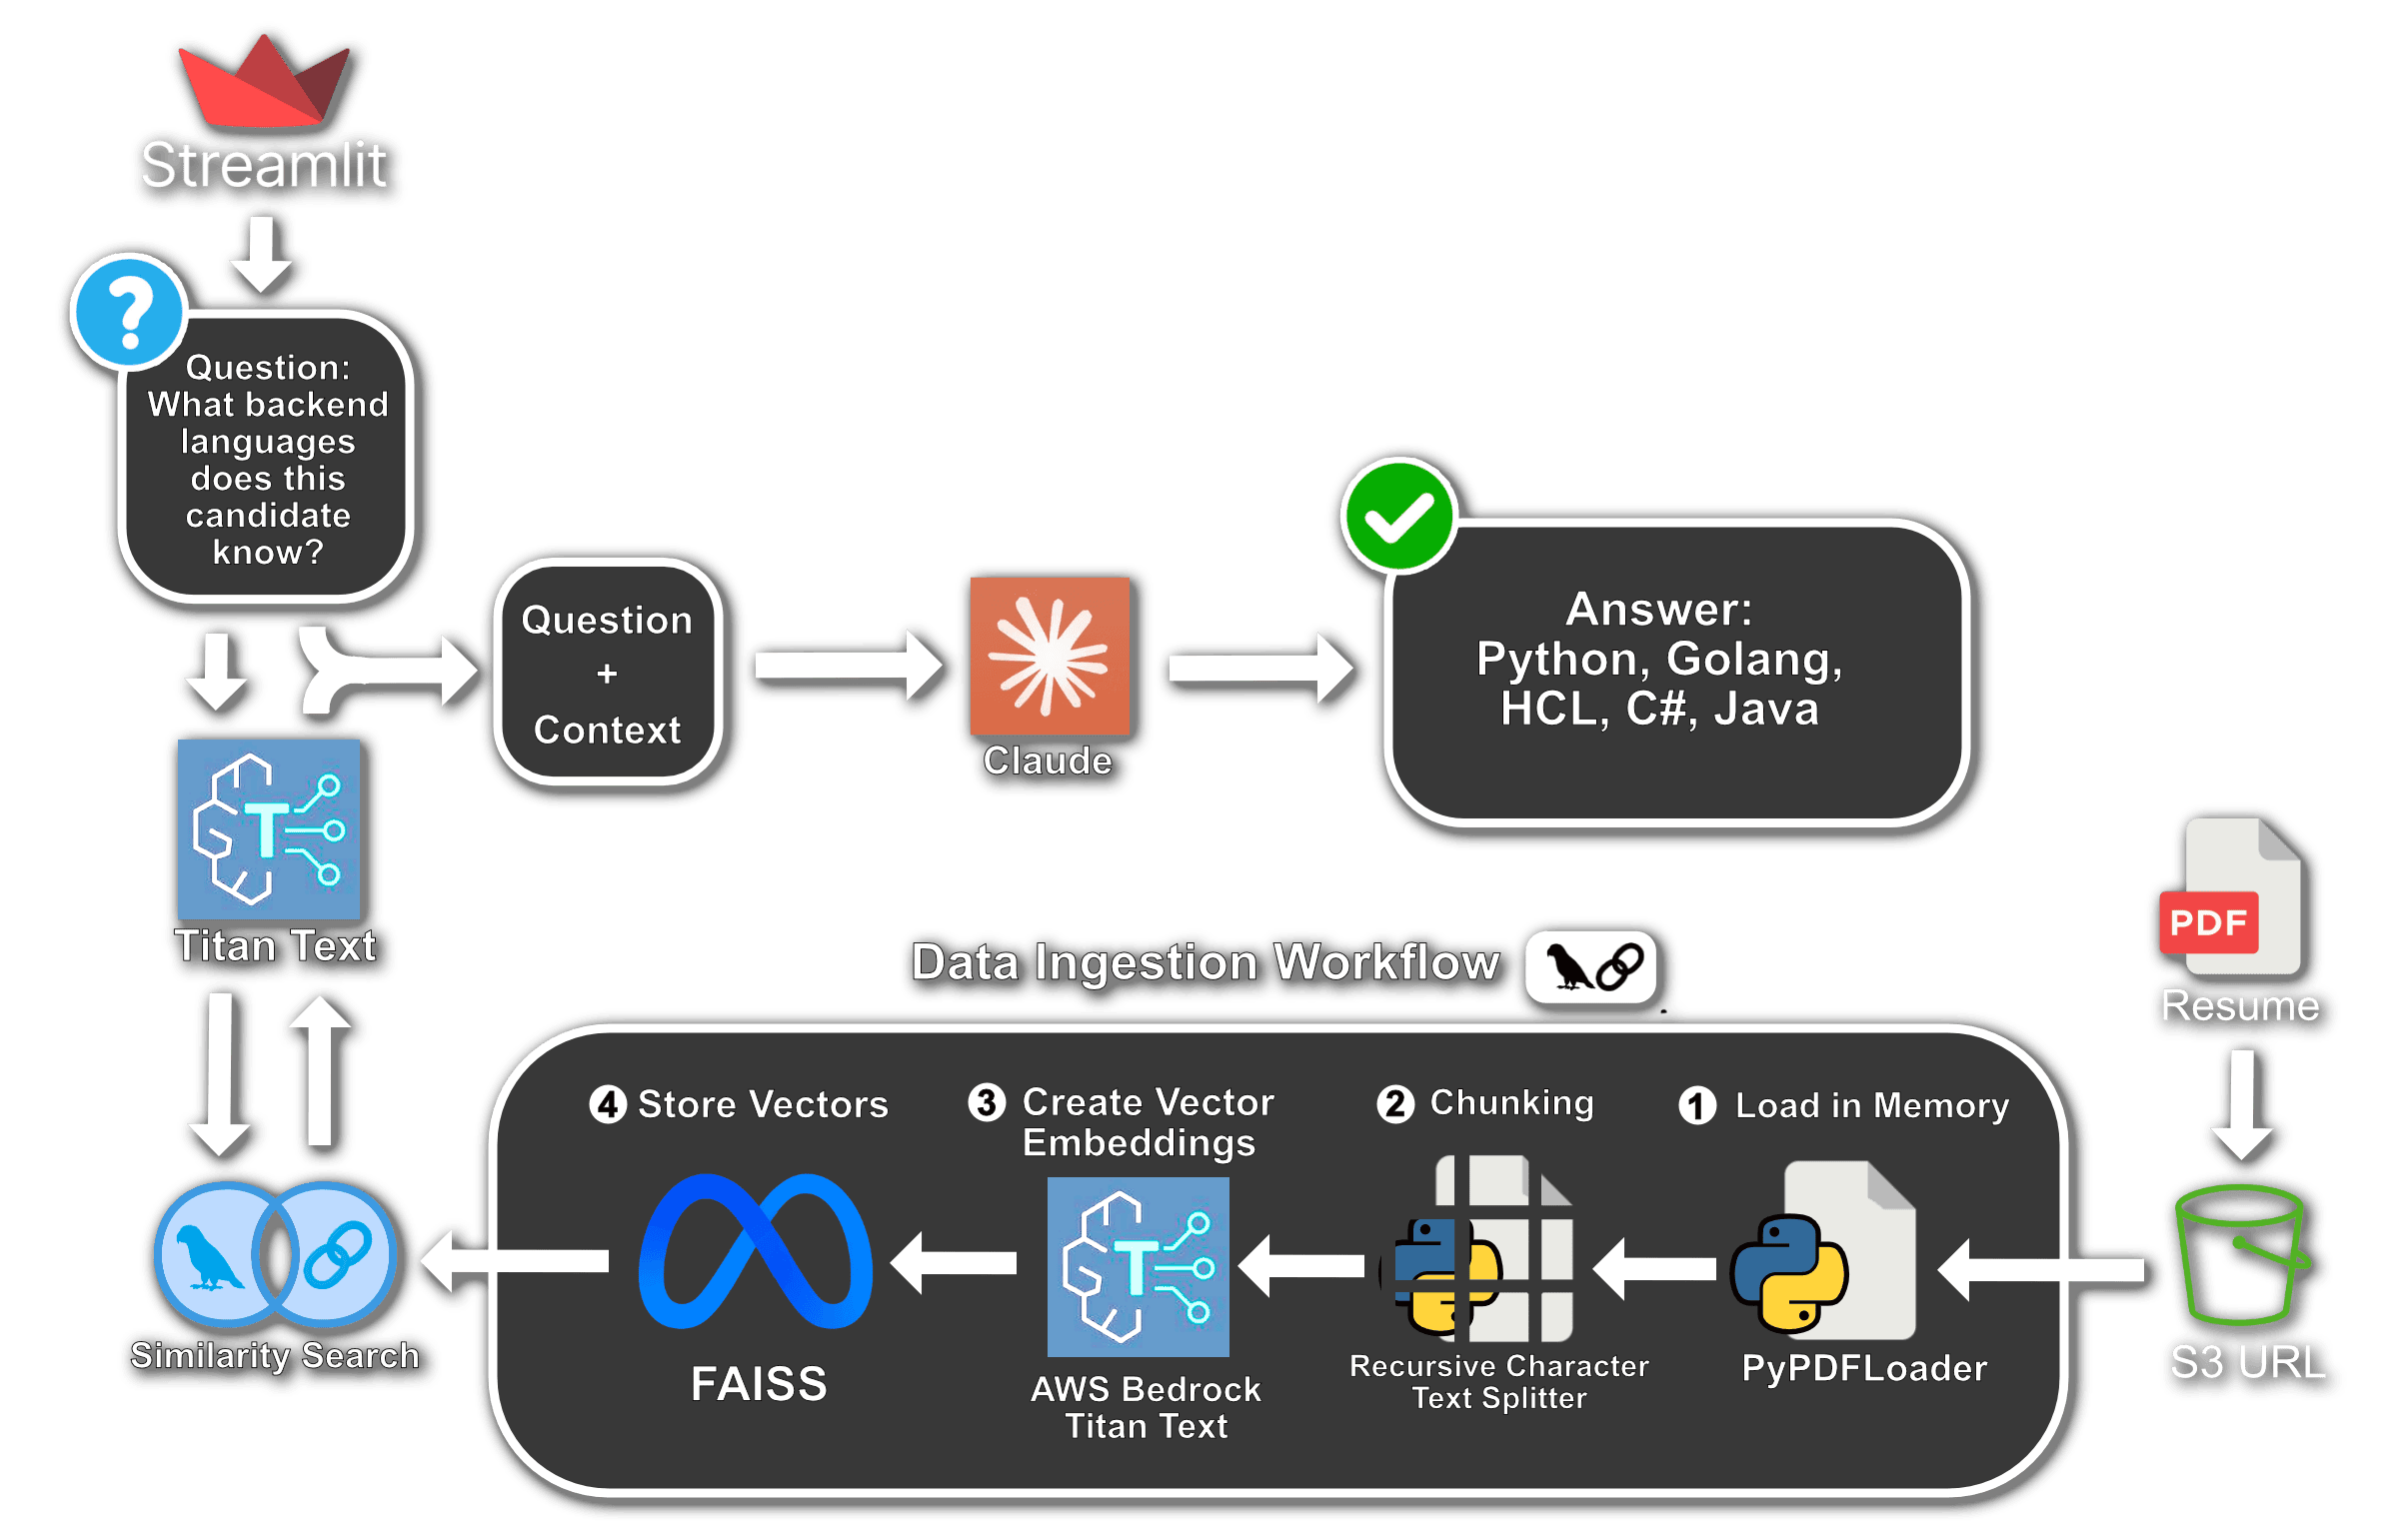 Streamlit
?
Question:
What backend
languages
does this
candidate
know?
Question
+
Context
Claude
Answer:
Python, Golang,
HCL, C#, Java
T
Titan Text
PDF
Resume
S3 URL
Data Ingestion Workflow
1 Load in Memory
PyPDFLoader
2 Chunking
Recursive Character
Text Splitter
3 Create Vector
Embeddings
T
AWS Bedrock
Titan Text
4 Store Vectors
FAISS
Similarity Search